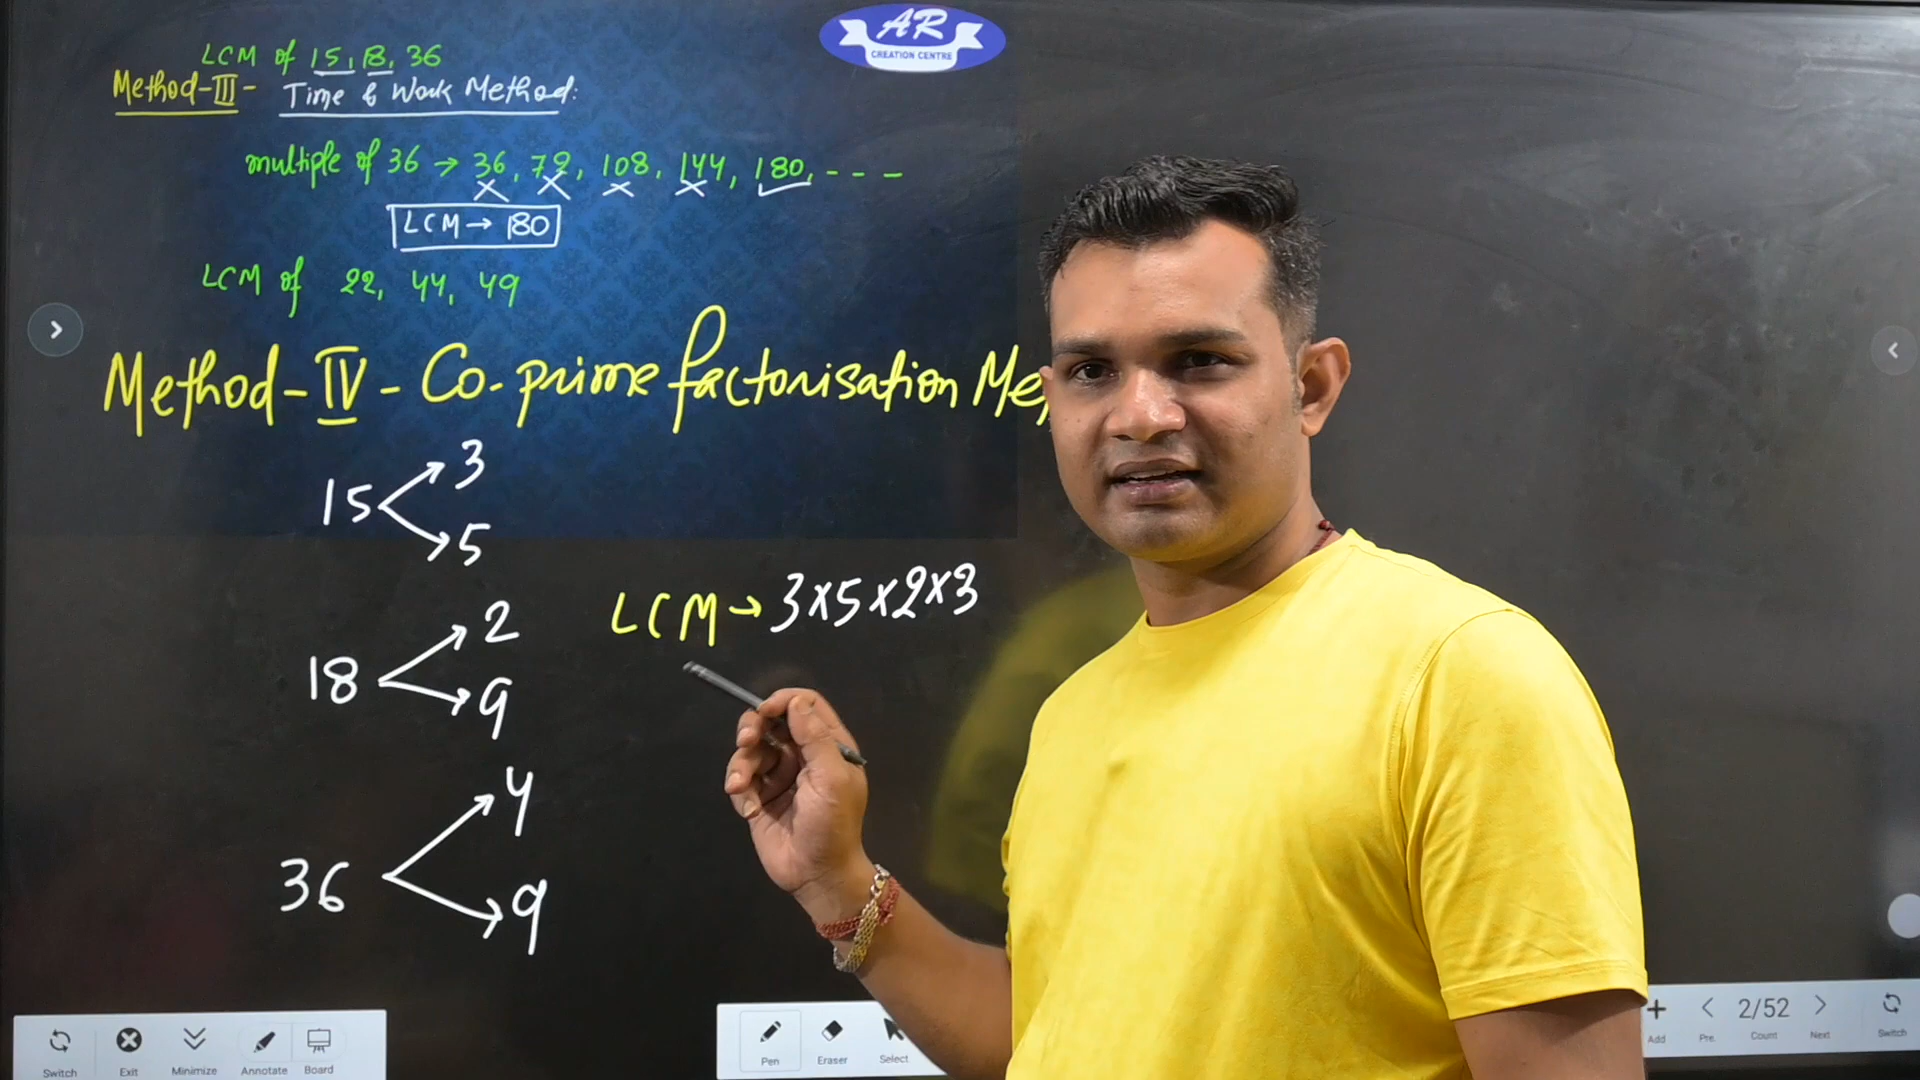 AR
CREATION CENTRE
LCM of 15, 18, 36
Method-III- Time & Work Method:
multiple of 36 → 36, 72, 108, 144, 180, - - -
LCM → 180
LCM of 22, 44, 49
Method-IV-Co-prime factorisation Me
15 3
5
LCM → 3×5×2×3
18 2
9
36 4
9
Switch Exit Minimize Annotate Board
Pen Eraser Select
Add Pre. 2/52 Count Next Switch